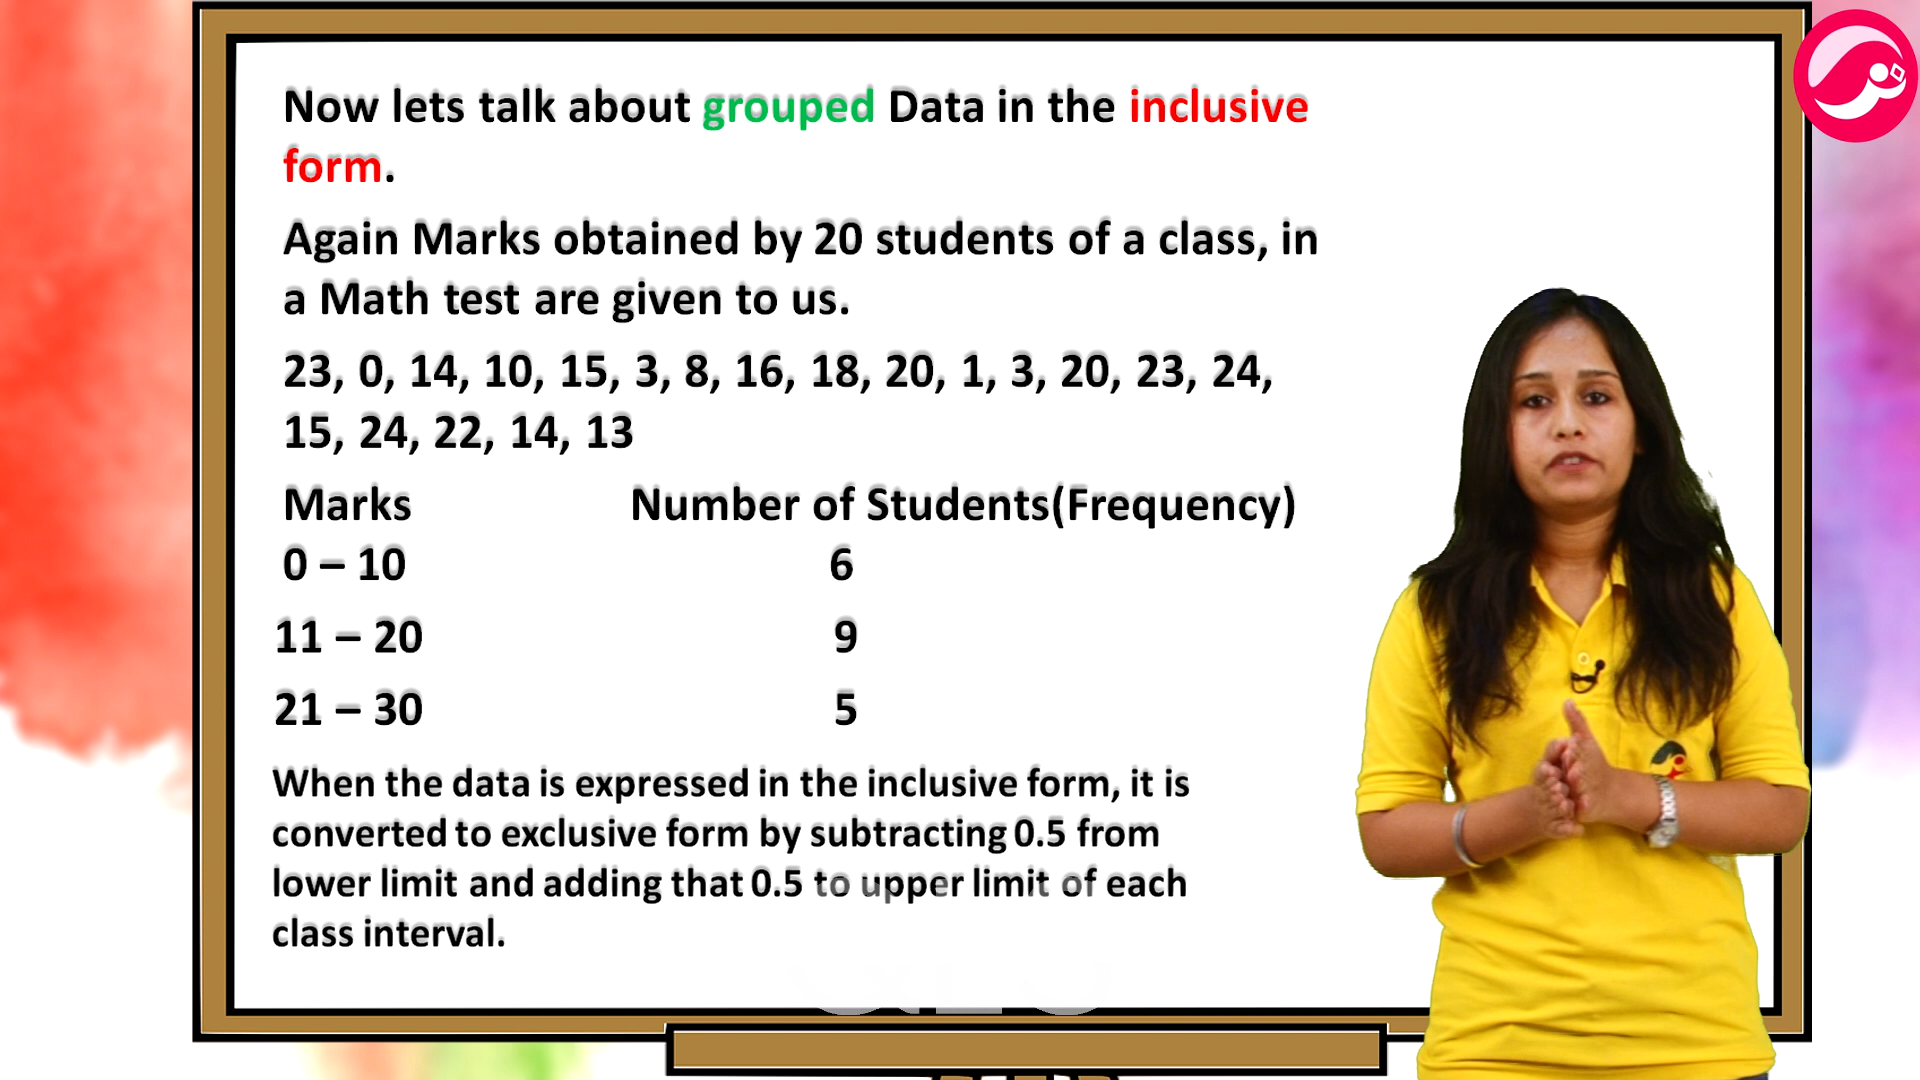 Now lets talk about grouped Data in the inclusive
form.
Again Marks obtained by 20 students of a class, in
a Math test are given to us.
23, 0, 14, 10, 15, 3, 8, 16, 18, 20, 1, 3, 20, 23, 24,
15, 24, 22, 14, 13
Marks Number of Students(Frequency)
0 – 10 6
11 – 20 9
21 – 30 5
When the data is expressed in the inclusive form, it is
converted to exclusive form by subtracting 0.5 from
lower limit and adding that 0.5 to upper limit of each
class interval.